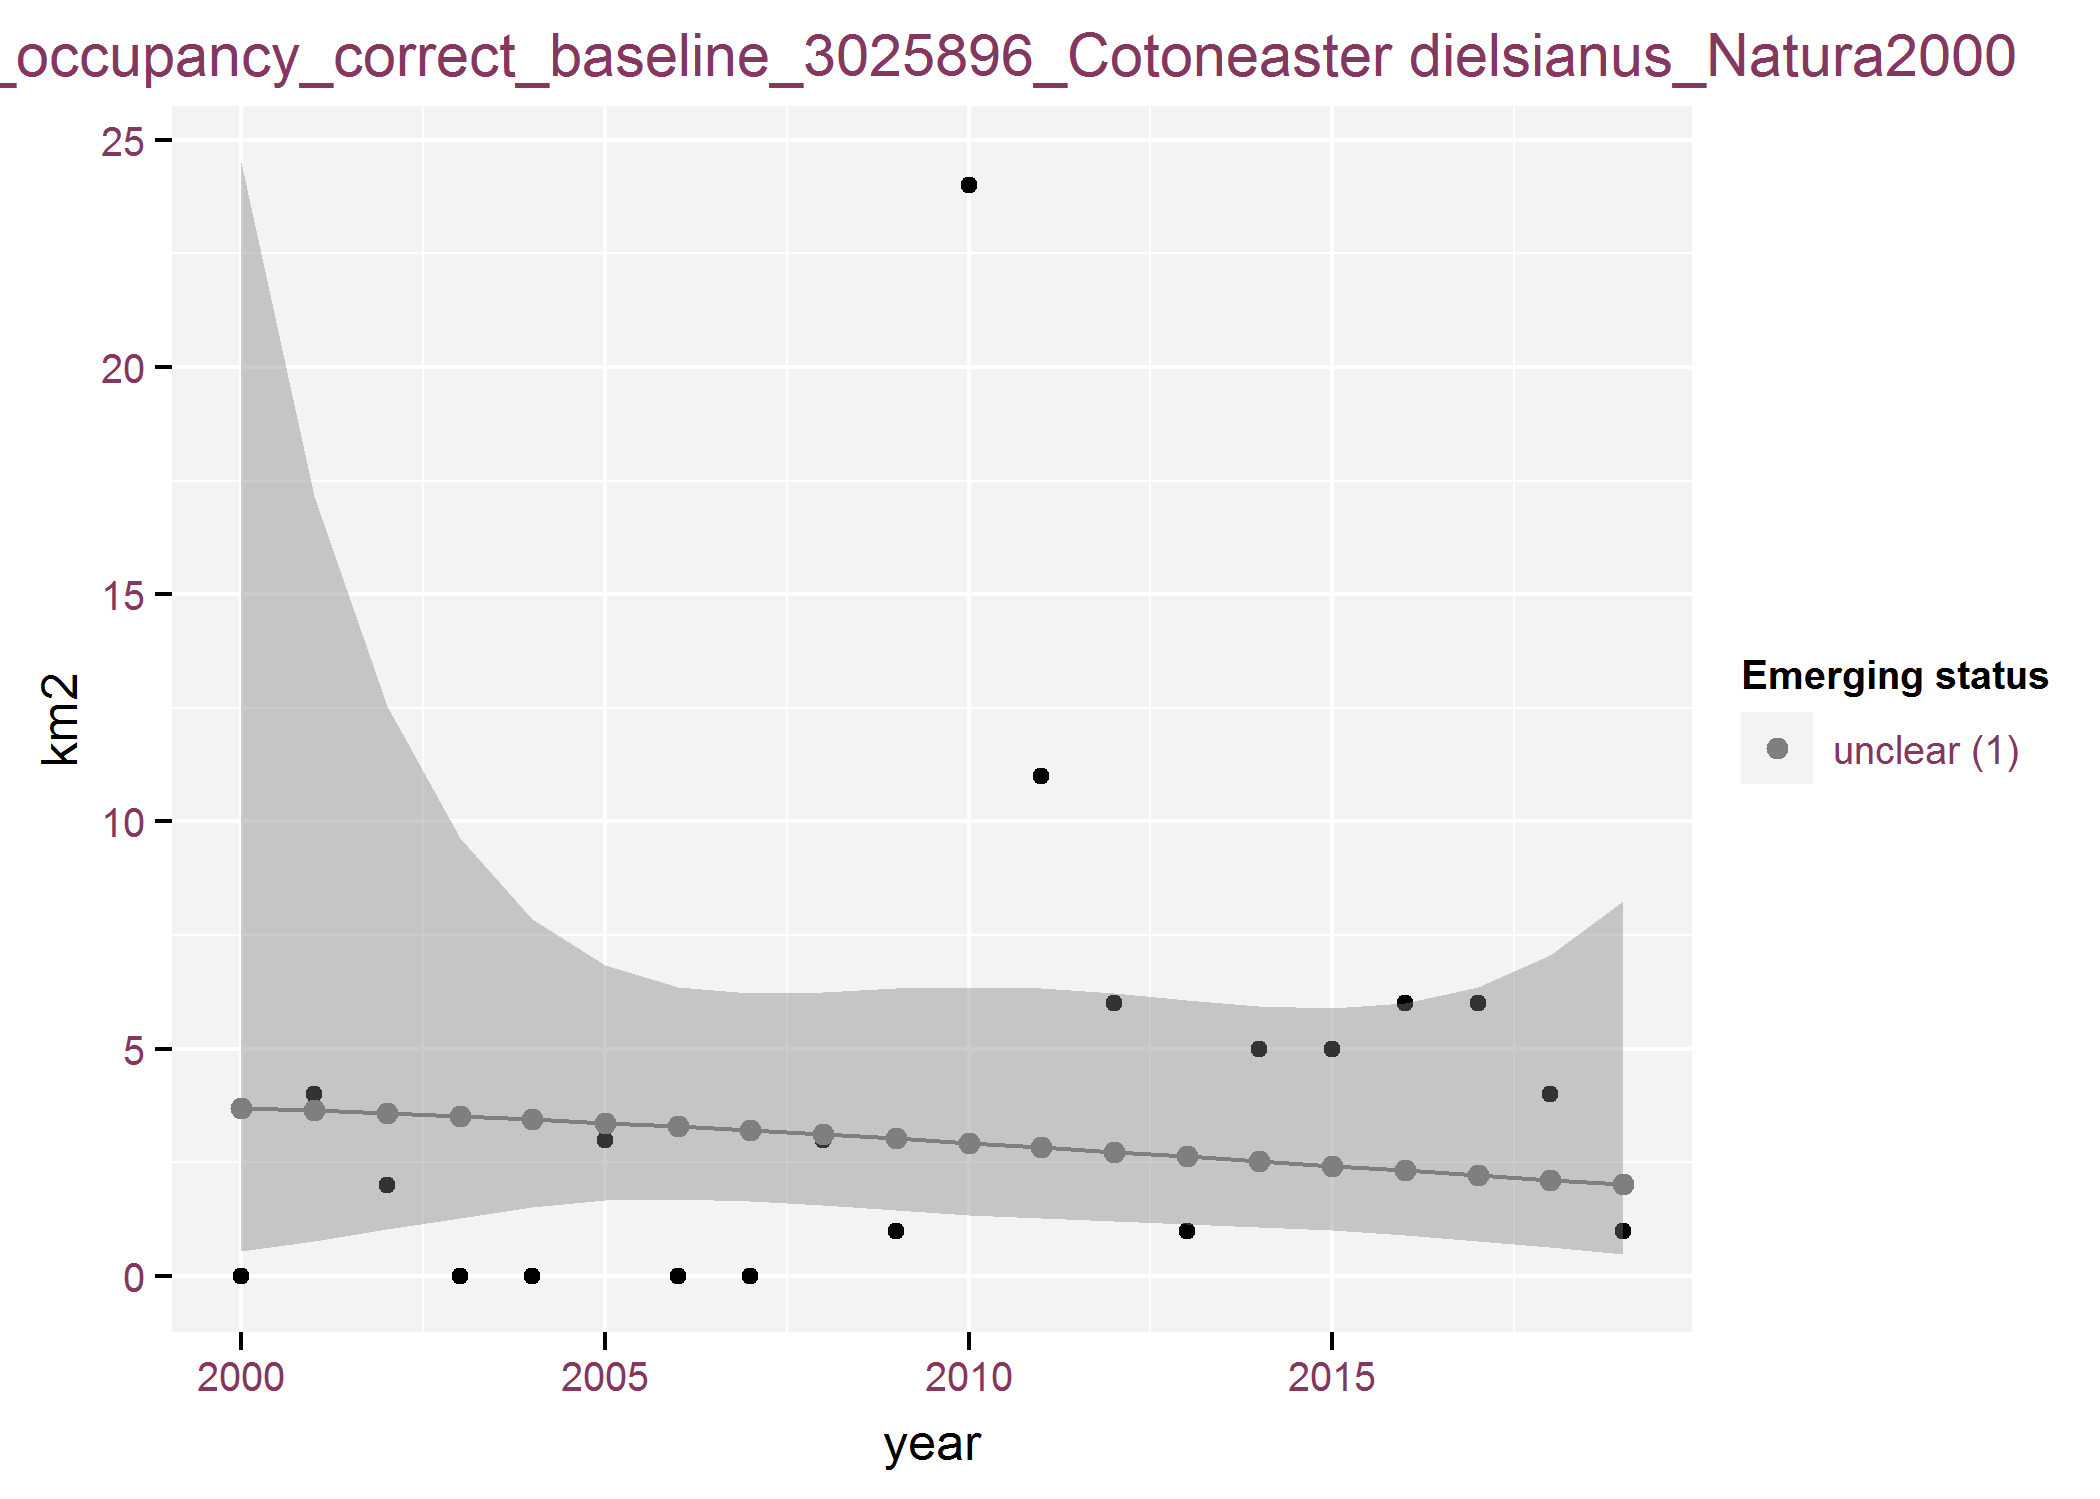 _occupancy_correct_baseline_3025896_Cotoneaster dielsianus_Natura2000
25
20
15
10
5
0
km2
2000 2005 2010 2015
year
Emerging status
unclear (1)